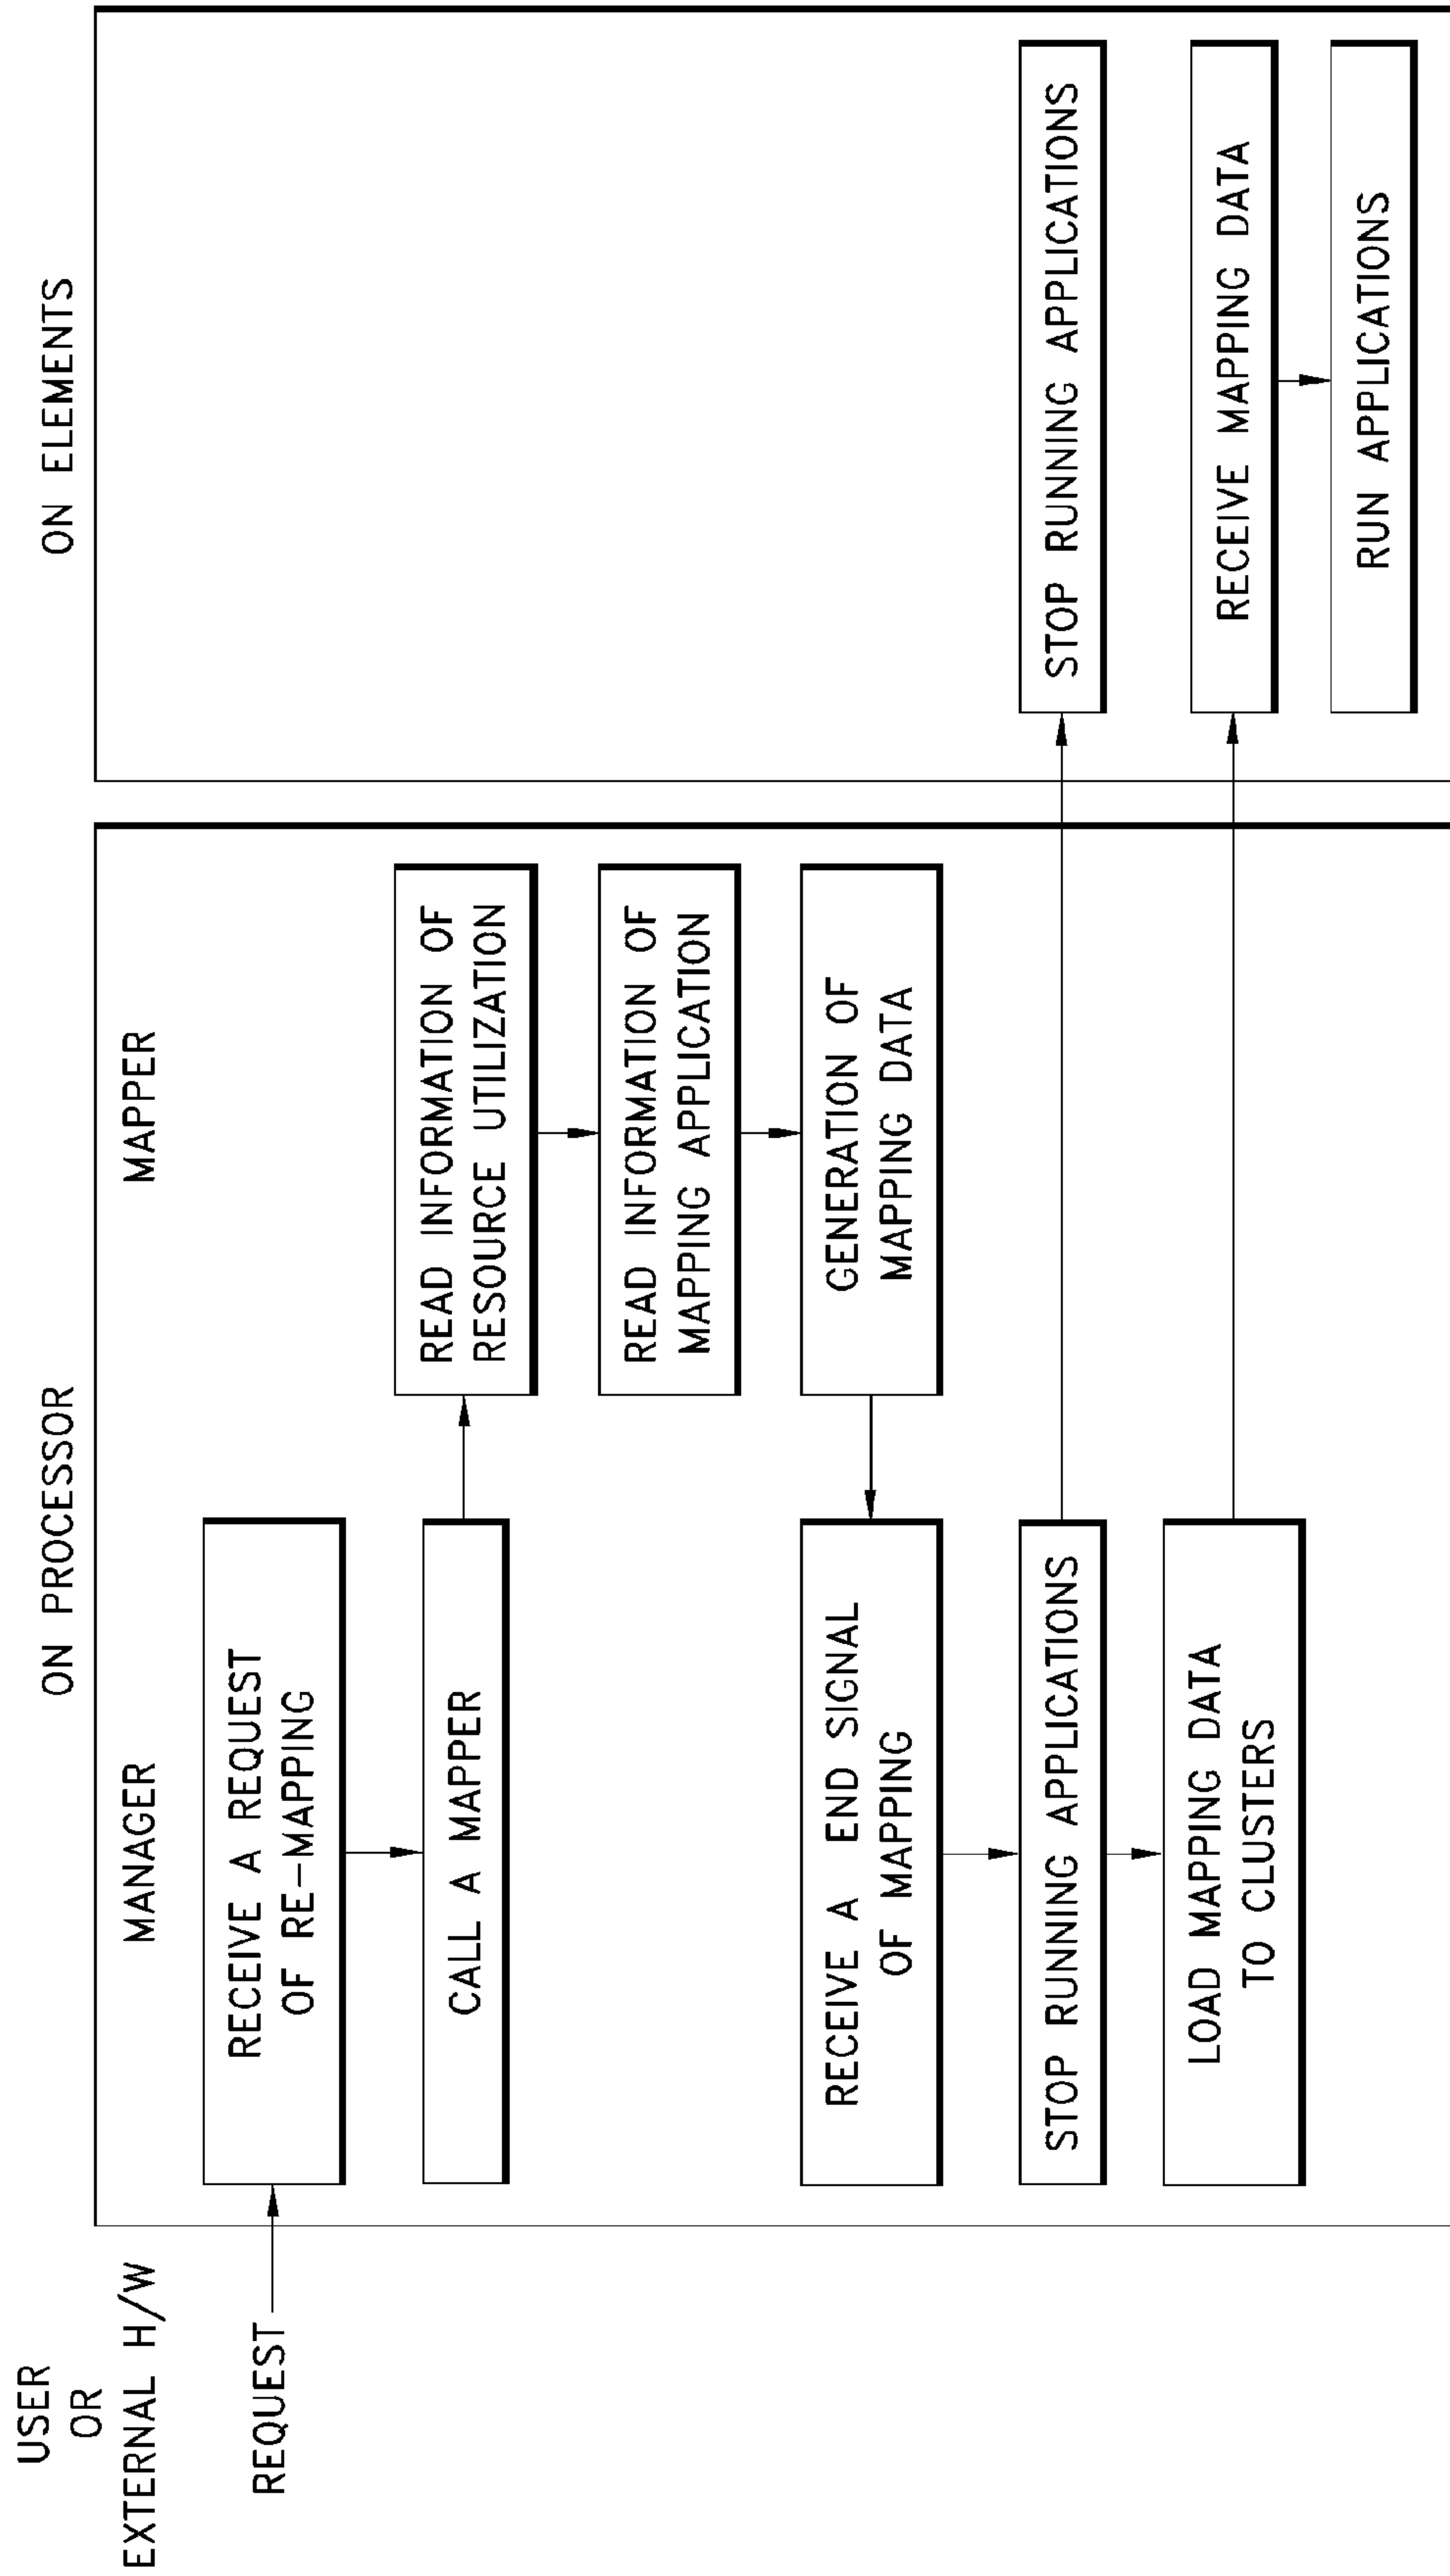 USER
OR
EXTERNAL H/W
REQUEST
ON PROCESSOR
MANAGER
RECEIVE A REQUEST
OF RE-MAPPING
CALL A MAPPER
RECEIVE A END SIGNAL
OF MAPPING
STOP RUNNING APPLICATIONS
LOAD MAPPING DATA
TO CLUSTERS
MAPPER
READ INFORMATION OF
RESOURCE UTILIZATION
READ INFORMATION OF
MAPPING APPLICATION
GENERATION OF
MAPPING DATA
ON ELEMENTS
STOP RUNNING APPLICATIONS
RECEIVE MAPPING DATA
RUN APPLICATIONS